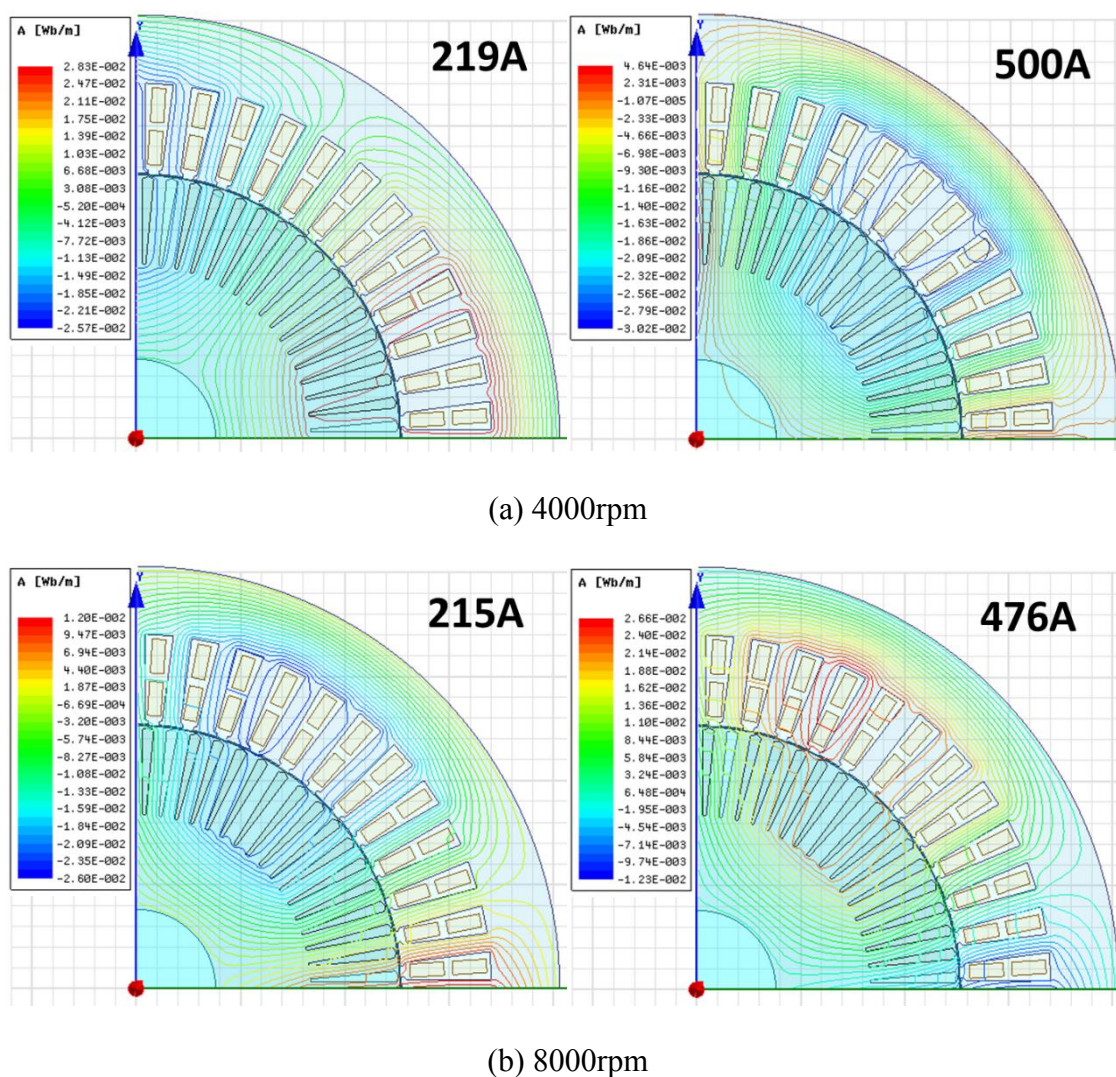 A [Wb/m]
Y
219A
2.83E-002
2.47E-002
2.11E-002
1.75E-002
1.39E-002
1.03E-002
6.68E-003
3.08E-003
-5.20E-004
-4.12E-003
-7.72E-003
-1.13E-002
-1.49E-002
-1.85E-002
-2.21E-002
-2.57E-002
A [Wb/m]
Y
500A
4.64E-003
2.31E-003
-1.07E-005
-2.33E-003
-4.66E-003
-6.98E-003
-9.30E-003
-1.16E-002
-1.40E-002
-1.63E-002
-1.86E-002
-2.09E-002
-2.32E-002
-2.56E-002
-2.79E-002
-3.02E-002
(a) 4000rpm
A [Wb/m]
Y
215A
1.20E-002
9.47E-003
6.94E-003
4.40E-003
1.87E-003
-6.69E-004
-3.20E-003
-5.74E-003
-8.27E-003
-1.08E-002
-1.33E-002
-1.59E-002
-1.84E-002
-2.09E-002
-2.35E-002
-2.60E-002
A [Wb/m]
Y
476A
2.66E-002
2.40E-002
2.14E-002
1.88E-002
1.62E-002
1.36E-002
1.10E-002
8.44E-003
5.84E-003
3.24E-003
6.48E-004
-1.95E-003
-4.54E-003
-7.14E-003
-9.74E-003
-1.23E-002
(b) 8000rpm